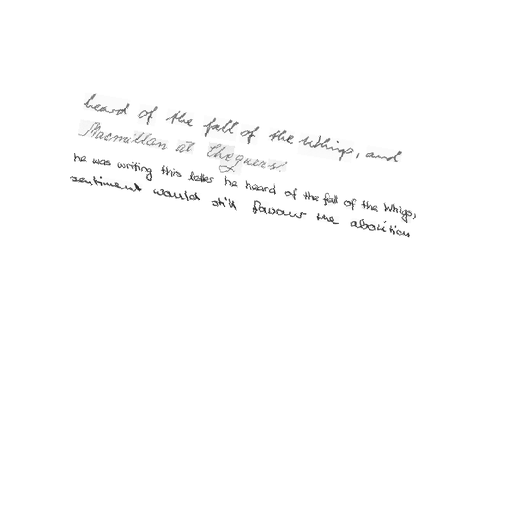 heard of the fall of the Whings, and
Macmillan at Chequers.
he was writing this letter he heard of the fall of the Whigs,
sentiment would still favour the abolition